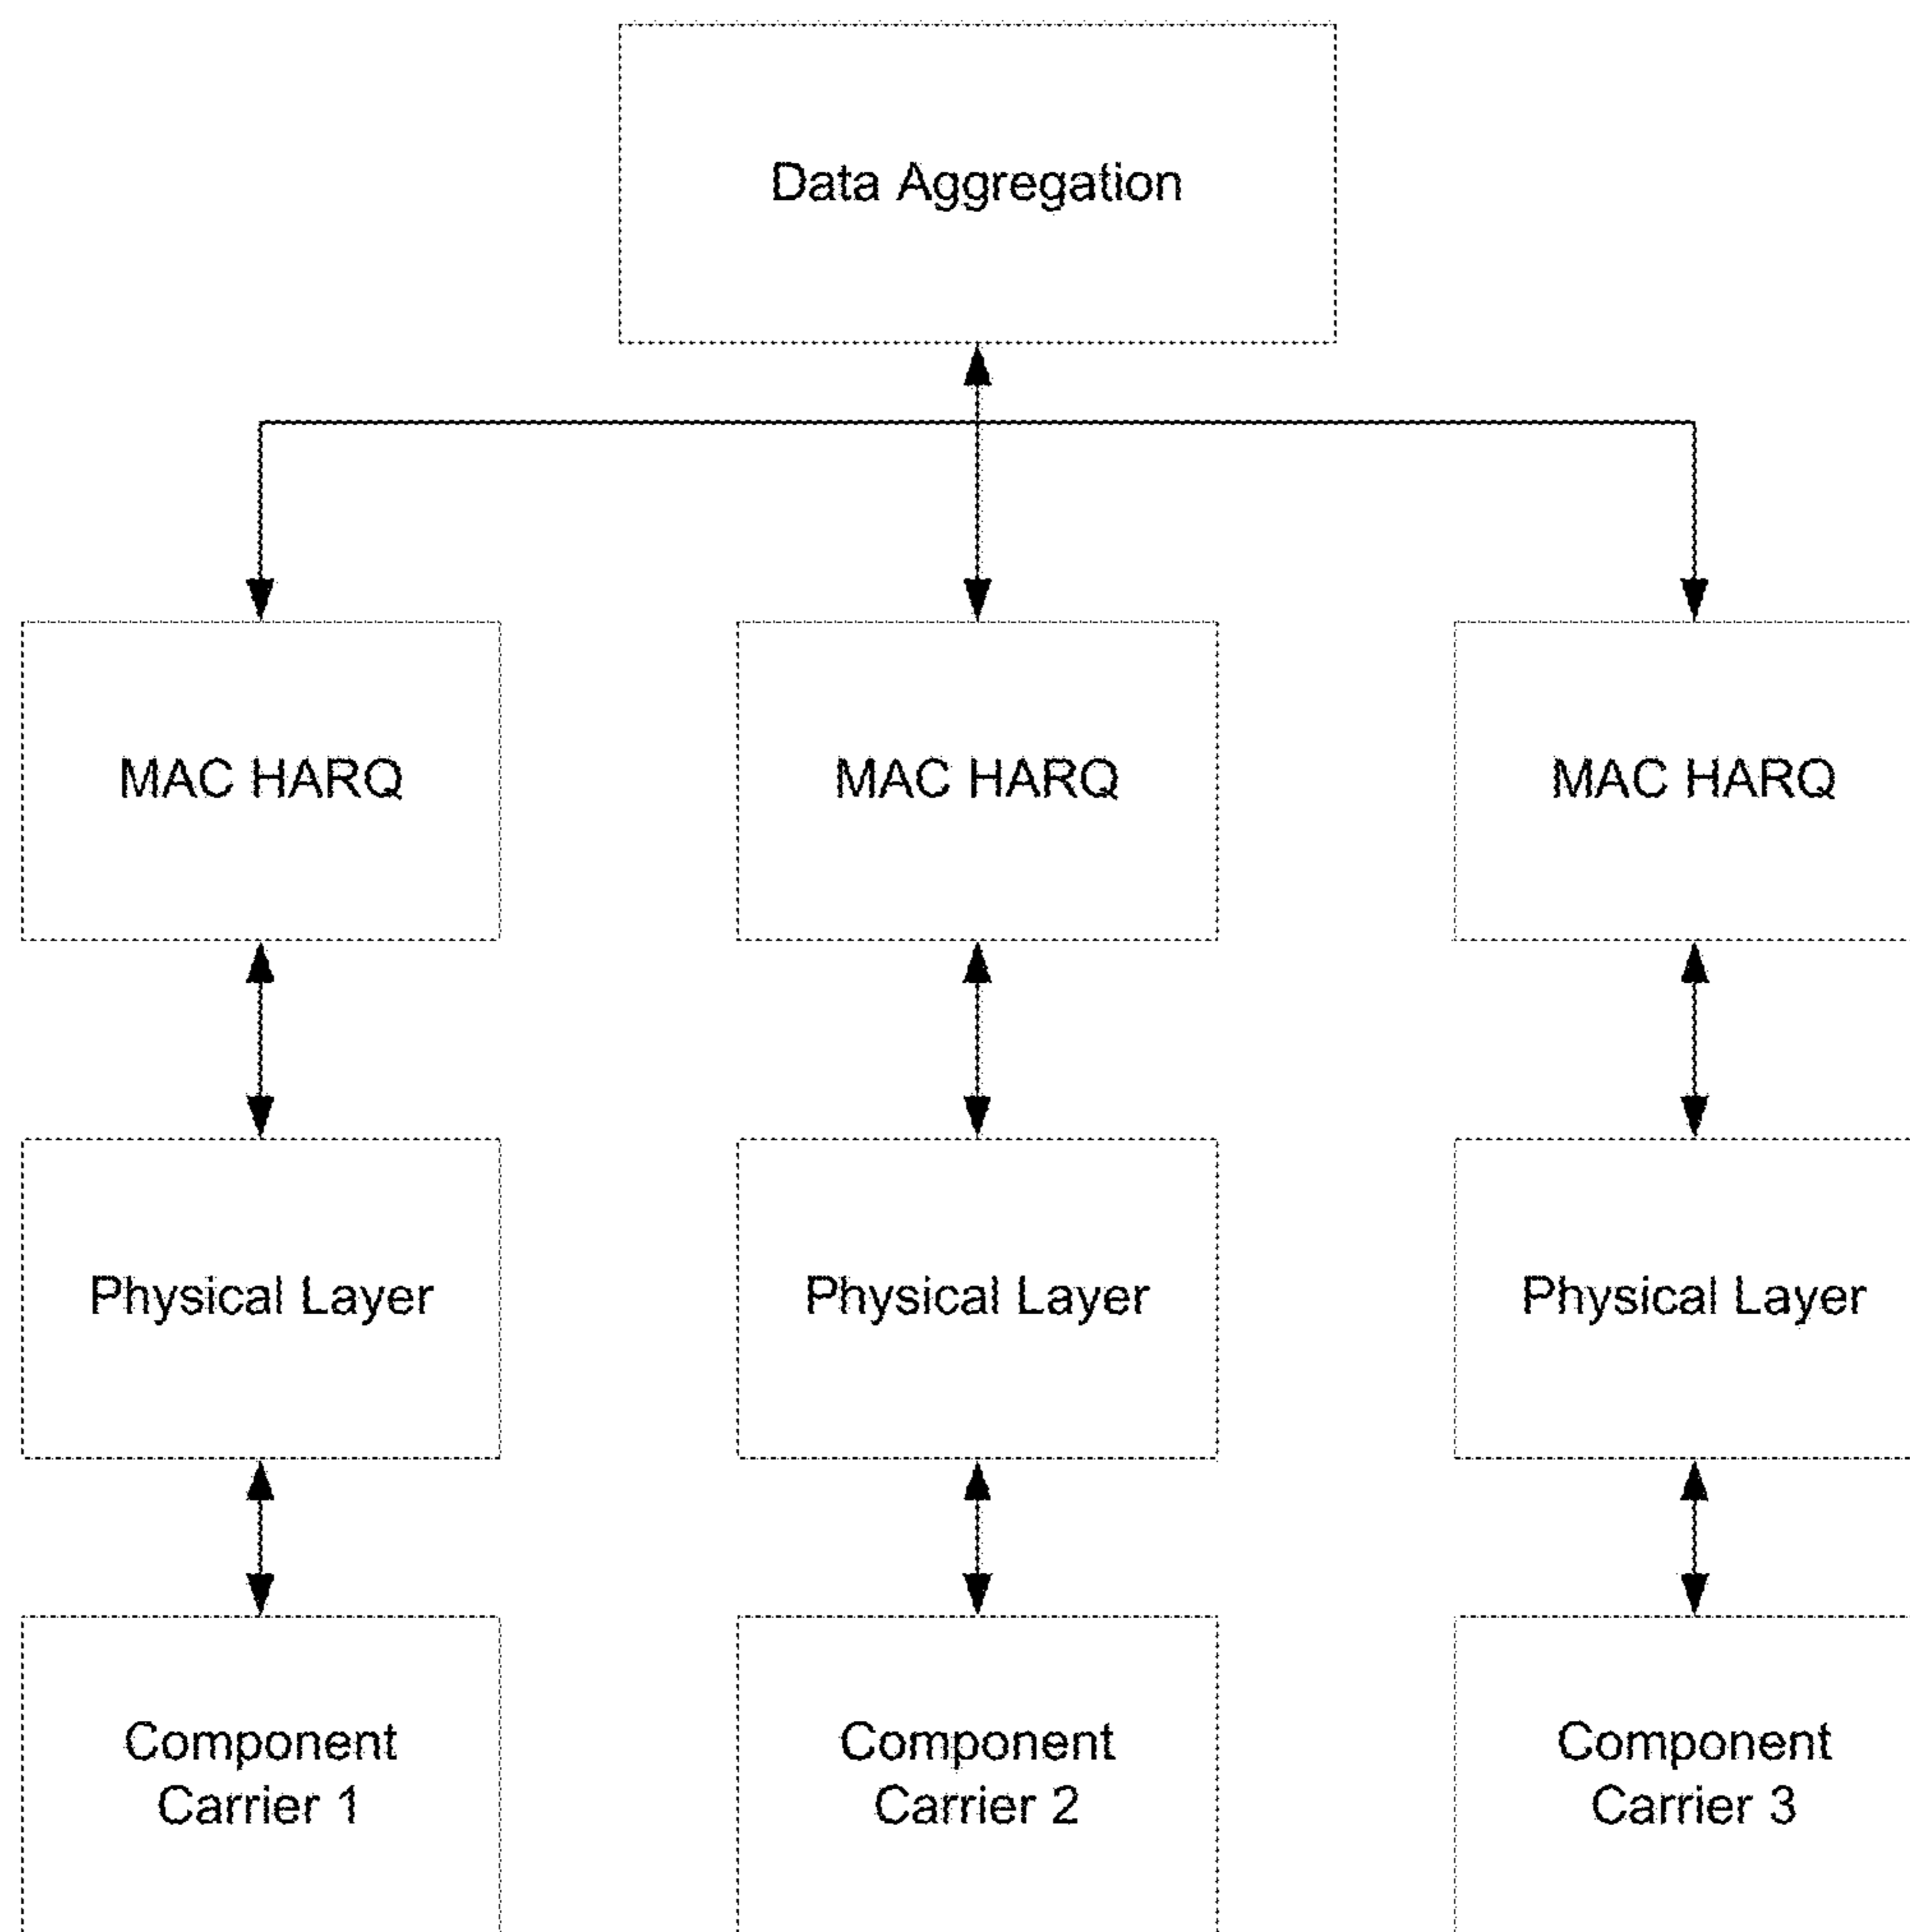 Data Aggregation
MAC HARQ
MAC HARQ
MAC HARQ
Physical Layer
Physical Layer
Physical Layer
Component
Carrier 1
Component
Carrier 2
Component
Carrier 3